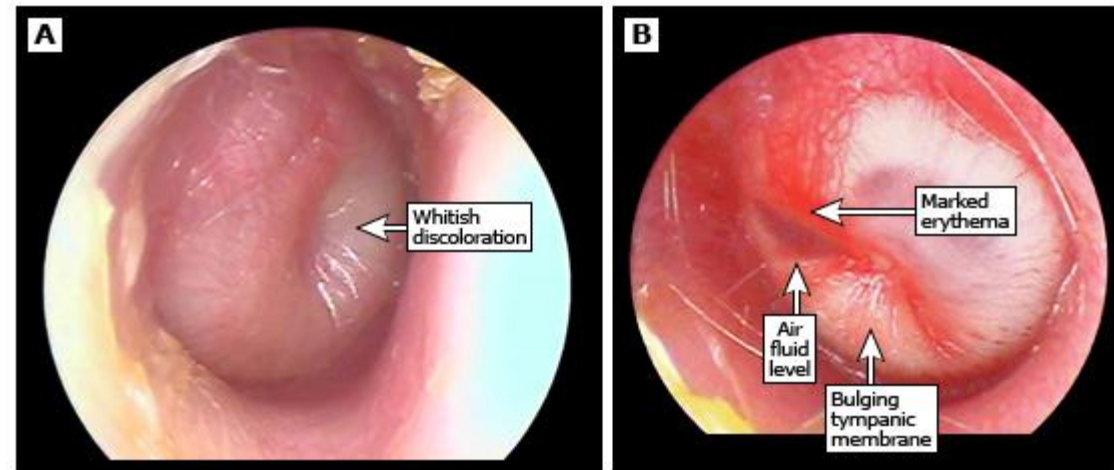 A
Whitish
discoloration
B
Marked
erythema
Air
fluid
level
Bulging
tympanic
membrane